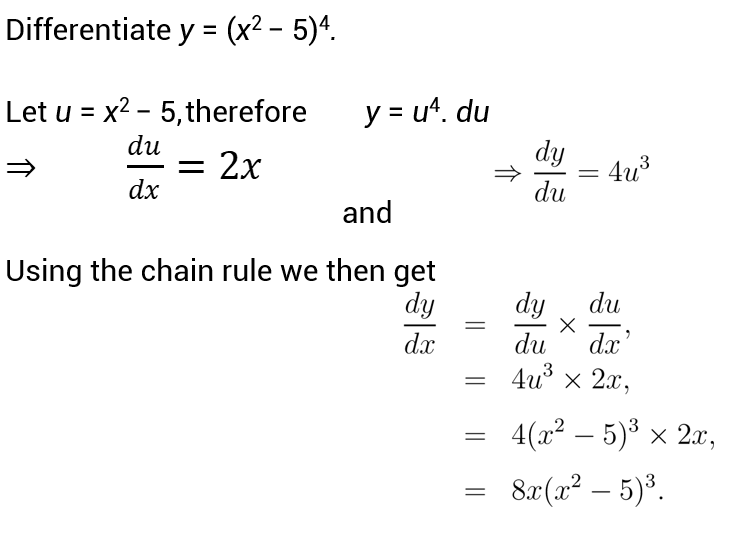 Differentiate y = (x² − 5)⁴.
Let u = x² − 5, therefore y = u⁴. du
⇒ du/dx = 2x ⇒ dy/du = 4u³
and
Using the chain rule we then get
dy/dx = dy/du × du/dx,
= 4u³ × 2x,
= 4(x² − 5)³ × 2x,
= 8x(x² − 5)³.